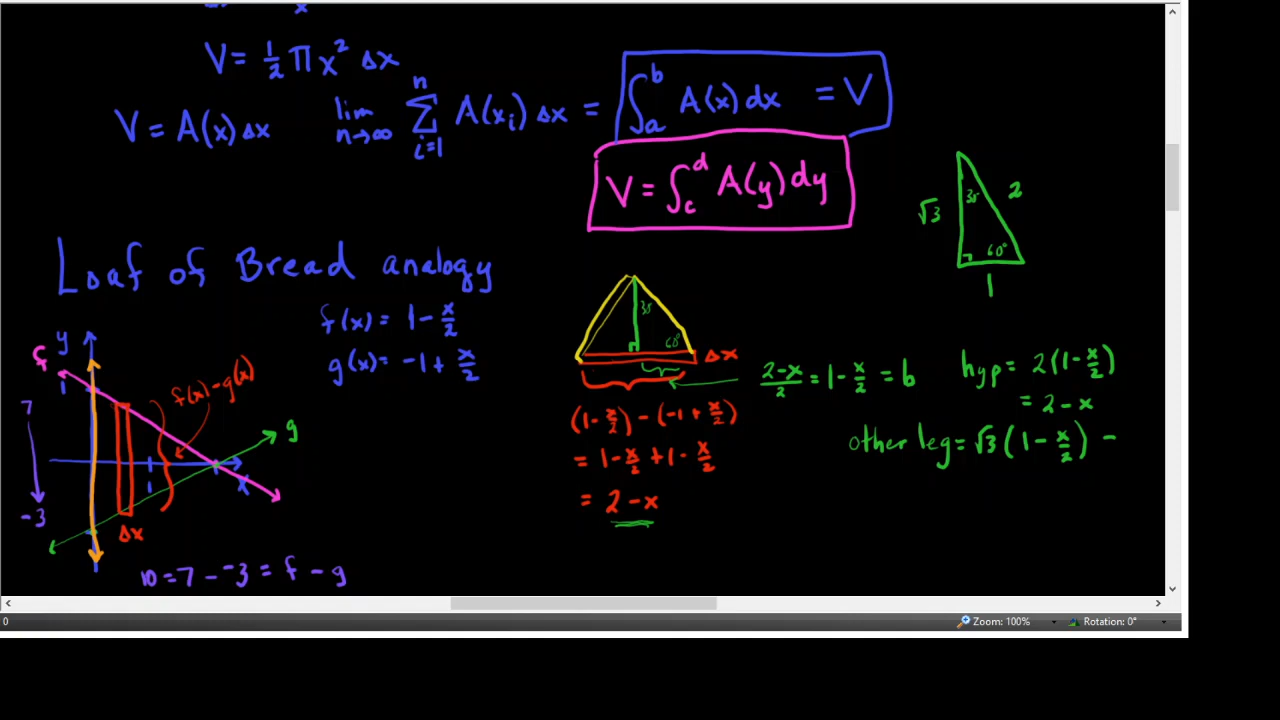 x
V = 1/2 π x² Δx
V = A(x) Δx lim n→∞ Σ i=1 n A(xᵢ) Δx = ∫ₐᵇ A(x) dx = V
V = ∫ c d A(y) dy
√3 30 2
60°
1
Loaf of Bread analogy
f(x) = 1 - x/2
g(x) = -1 + x/2
30
60°
Δx
2-x/2 = 1 - x/2 = b
hyp = 2(1 - x/2)
= 2 - x
other leg = √3 (1 - x/2) =
(1 - x/2) - (-1 + x/2)
= 1 - x/2 + 1 - x/2
= 2 - x
f y
1
f(x) - g(x)
7
g
-3
1
x
Δx
10 = 7 - -3 = f - g
0
Zoom: 100%
Rotation: 0°